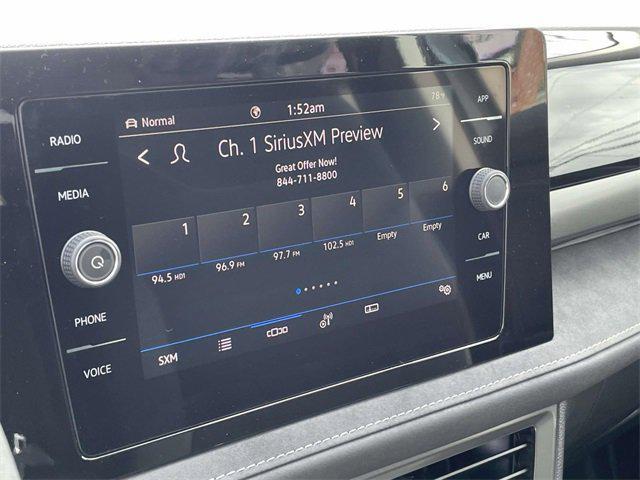 RADIO
MEDIA
PHONE
VOICE
Normal
1:52am
78°F
Ch. 1 SiriusXM Preview
Great Offer Now!
844-711-8800
1 2 3 4 5 6
94.5 HD1 96.9 FM 97.7 FM 102.5 HD1 Empty Empty
SXM
APP
SOUND
CAR
MENU